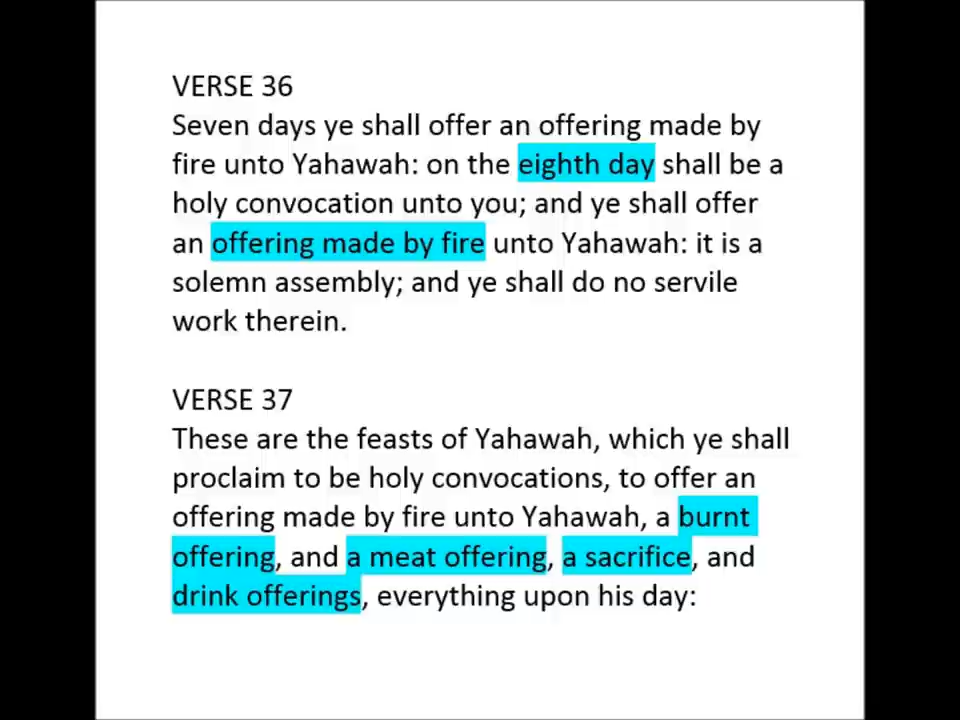 VERSE 36
Seven days ye shall offer an offering made by
fire unto Yahawah: on the eighth day shall be a
holy convocation unto you; and ye shall offer
an offering made by fire unto Yahawah: it is a
solemn assembly; and ye shall do no servile
work therein.
VERSE 37
These are the feasts of Yahawah, which ye shall
proclaim to be holy convocations, to offer an
offering made by fire unto Yahawah, a burnt
offering, and a meat offering, a sacrifice, and
drink offerings, everything upon his day: